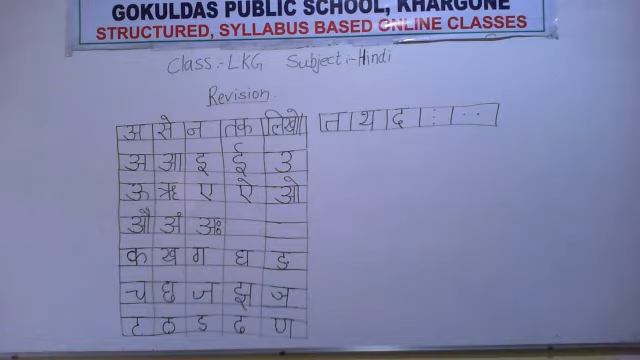 GOKULDAS PUBLIC SCHOOL, KHARGONE
STRUCTURED, SYLLABUS BASED ONLINE CLASSES
Class:- LKG Subject:- Hindi
Revision
अ से न तक लिखो
अ आ इ ई उ
ऊ ऋ ए ऐ ओ
औ अं अः
क ख ग घ ङ
च छ ज झ ञ
ट ठ ड ढ ण
त थ द